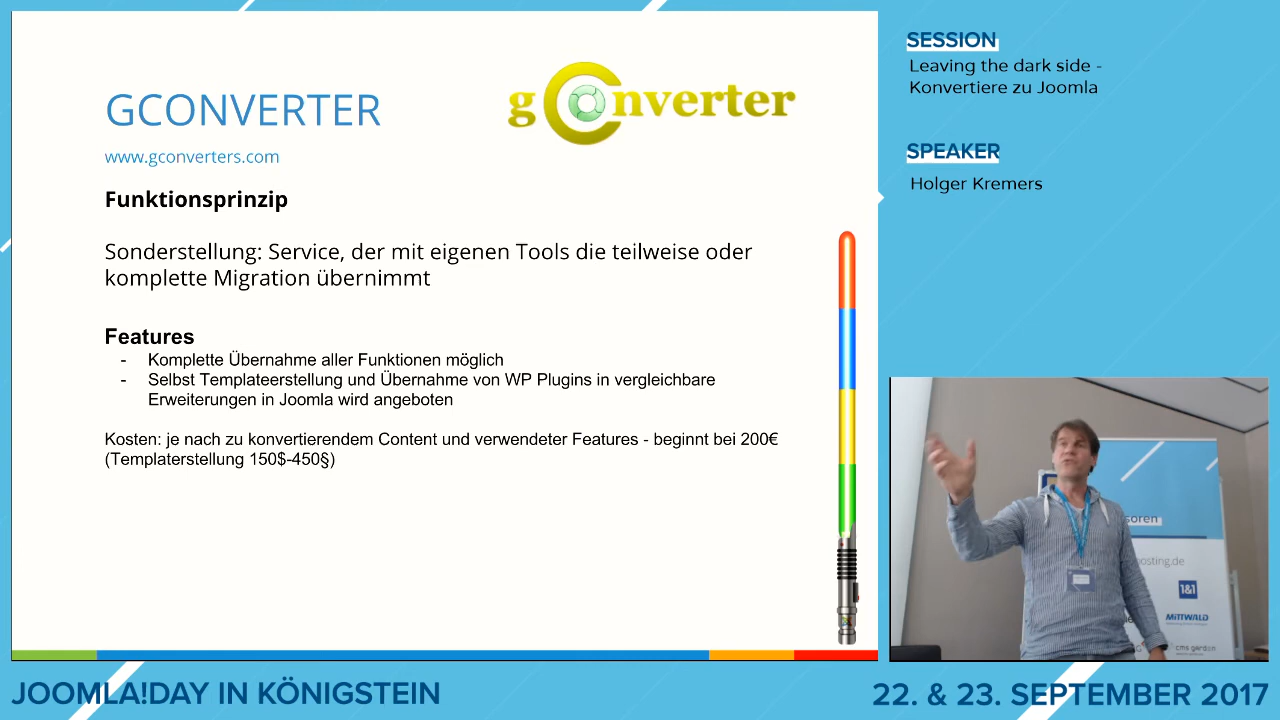 GCONVERTER
gconverter
www.gconverters.com
Funktionsprinzip
Sonderstellung: Service, der mit eigenen Tools die teilweise oder
komplette Migration übernimmt
Features
- Komplette Übernahme aller Funktionen möglich
- Selbst Templateerstellung und Übernahme von WP Plugins in vergleichbare
Erweiterungen in Joomla wird angeboten
Kosten: je nach zu konvertierendem Content und verwendeter Features - beginnt bei 200€
(Templaterstellung 150$-450§)
SESSION
Leaving the dark side -
Konvertiere zu Joomla
SPEAKER
Holger Kremers
soren
osting.de
1&1
MITTWALD
cms garden
JOOMLA!DAY IN KÖNIGSTEIN
22. & 23. SEPTEMBER 2017